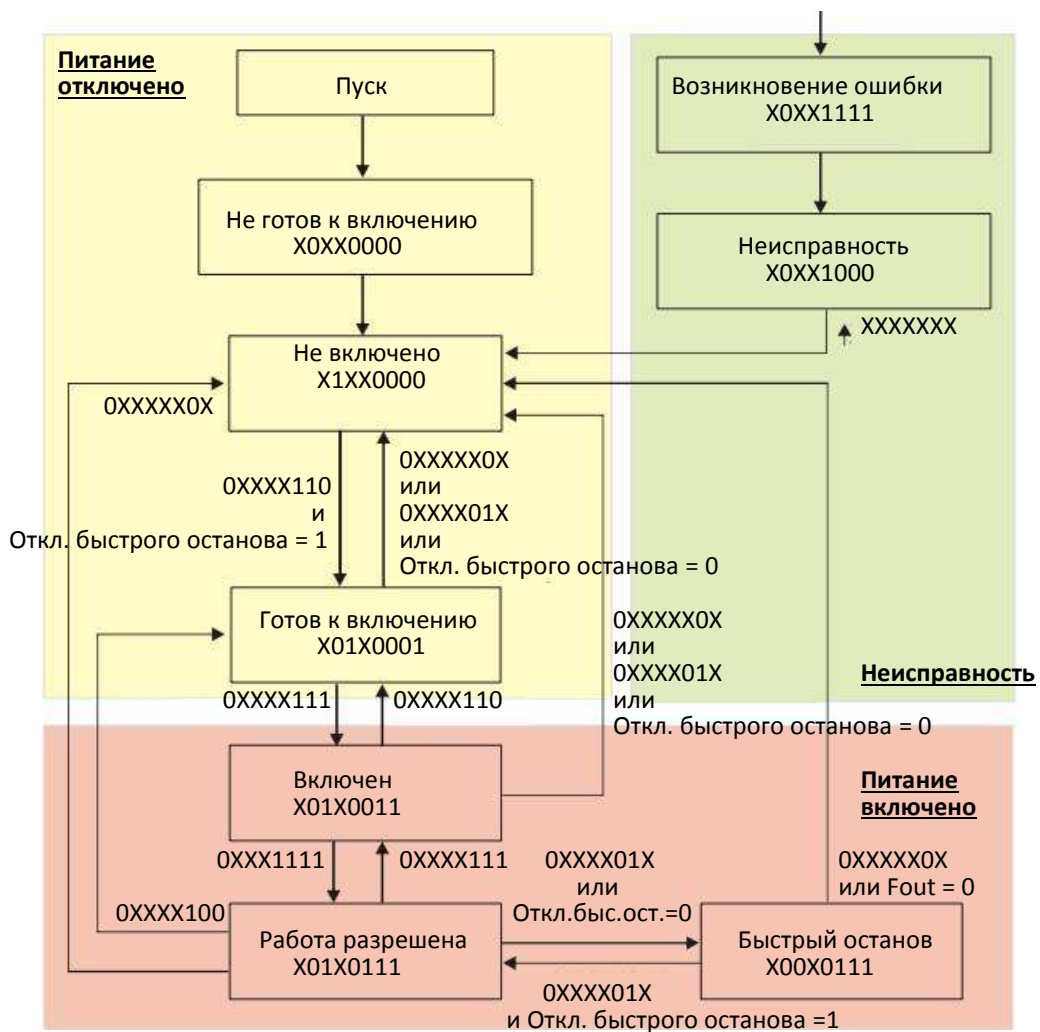 Питание
отключено
Пуск
Не готов к включению
X0XX0000
Не включено
X1XX0000
0XXXXX0X
0XXXX110
и
Откл. быстрого останова = 1
0XXXXX0X
или
0XXXX01X
или
Откл. быстрого останова = 0
Готов к включению
X01X0001
0XXXX111
0XXXX110
Возникновение ошибки
X0XX1111
Неисправность
X0XX1000
XXXXXXX
0XXXXX0X
или
0XXXX01X
или
Откл. быстрого останова = 0
Неисправность
Включен
X01X0011
Питание
включено
0XXX1111
0XXXX111
0XXXX01X
или
Откл.быс.ост.=0
0XXXXX0X
или Fout = 0
0XXXX100
Работа разрешена
X01X0111
Быстрый останов
X00X0111
0XXXX01X
и Откл. быстрого останова =1